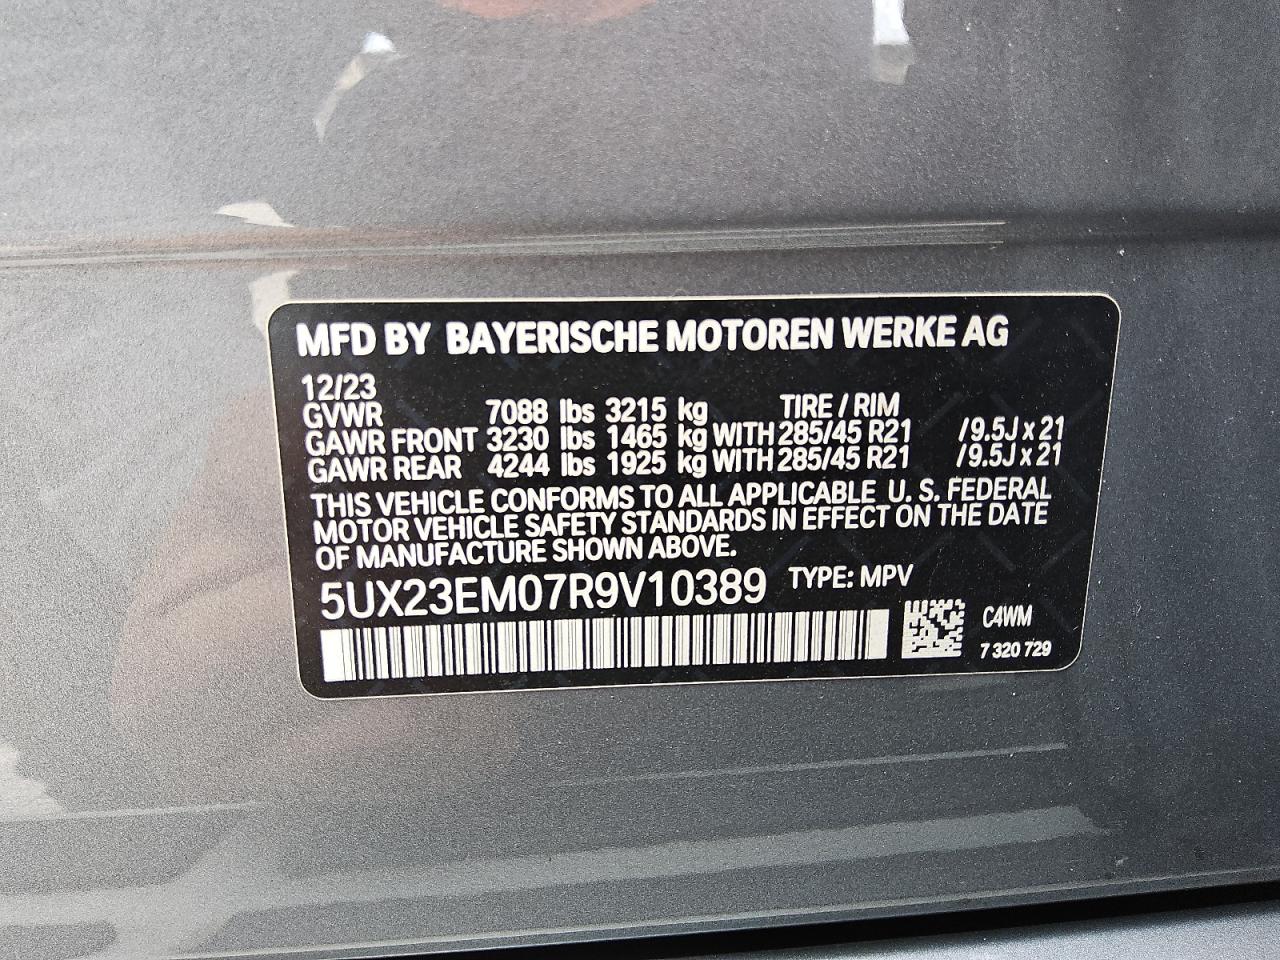 MFD BY BAYERISCHE MOTOREN WERKE AG
12/23
GVWR 7088 lbs 3215 kg TIRE / RIM
GAWR FRONT 3230 lbs 1465 kg WITH 285/45 R21 /9.5J x 21
GAWR REAR 4244 lbs 1925 kg WITH 285/45 R21 /9.5J x 21
THIS VEHICLE CONFORMS TO ALL APPLICABLE U. S. FEDERAL
MOTOR VEHICLE SAFETY STANDARDS IN EFFECT ON THE DATE
OF MANUFACTURE SHOWN ABOVE.
5UX23EM07R9V10389 TYPE: MPV
C4WM
7 320 729